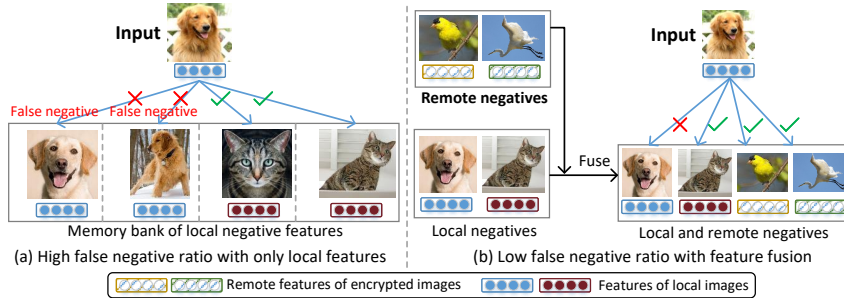 Input
False negative False negative
Memory bank of local negative features
(a) High false negative ratio with only local features
Remote negatives
Local negatives
Fuse
Input
Local and remote negatives
(b) Low false negative ratio with feature fusion
Remote features of encrypted images
Features of local images